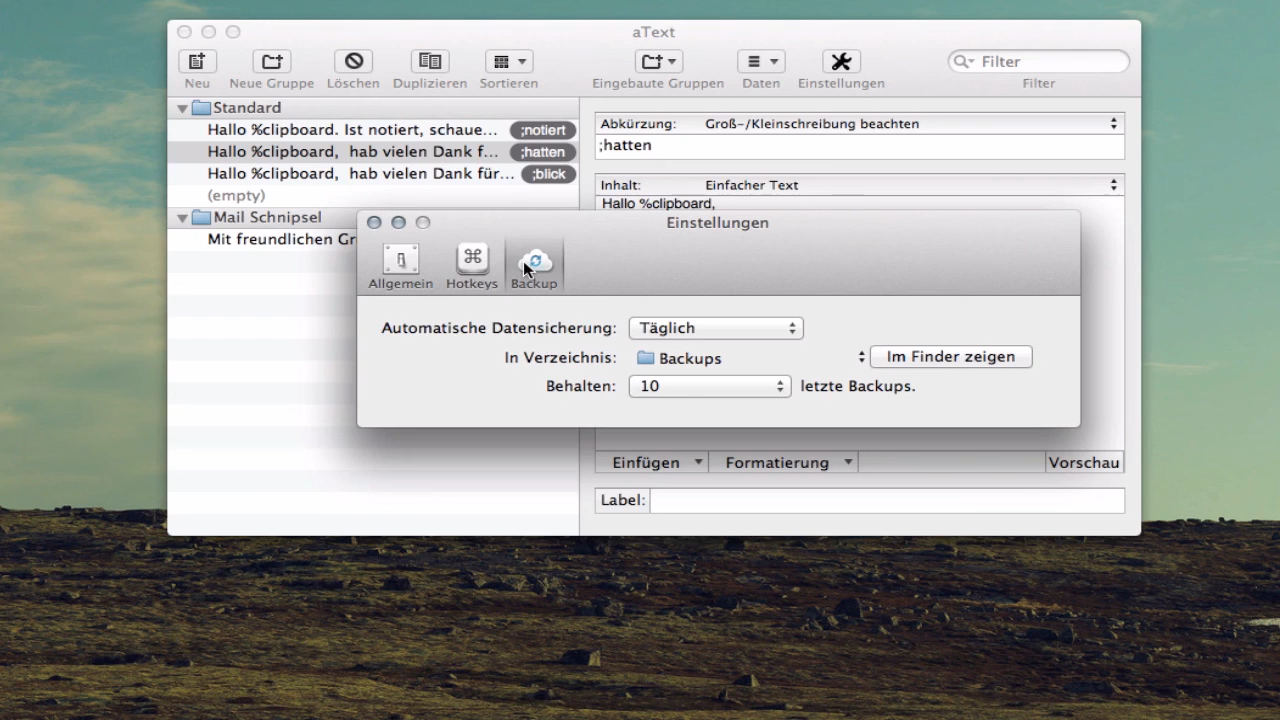 aText
Neu Neue Gruppe Löschen Duplizieren Sortieren Eingebaute Gruppen Daten Einstellungen Filter
Filter
Standard
Hallo %clipboard. Ist notiert, schaue... ;notiert
Hallo %clipboard, hab vielen Dank f... ;hatten
Hallo %clipboard, hab vielen Dank für... ;blick
(empty)
Mail Schnipsel
Mit freundlichen Gr
Abkürzung: Groß-/Kleinschreibung beachten
;hatten
Inhalt: Einfacher Text
Hallo %clipboard,
Einstellungen
Allgemein Hotkeys Backup
Automatische Datensicherung: Täglich
In Verzeichnis: Backups Im Finder zeigen
Behalten: 10 letzte Backups.
Einfügen Formatierung Vorschau
Label: